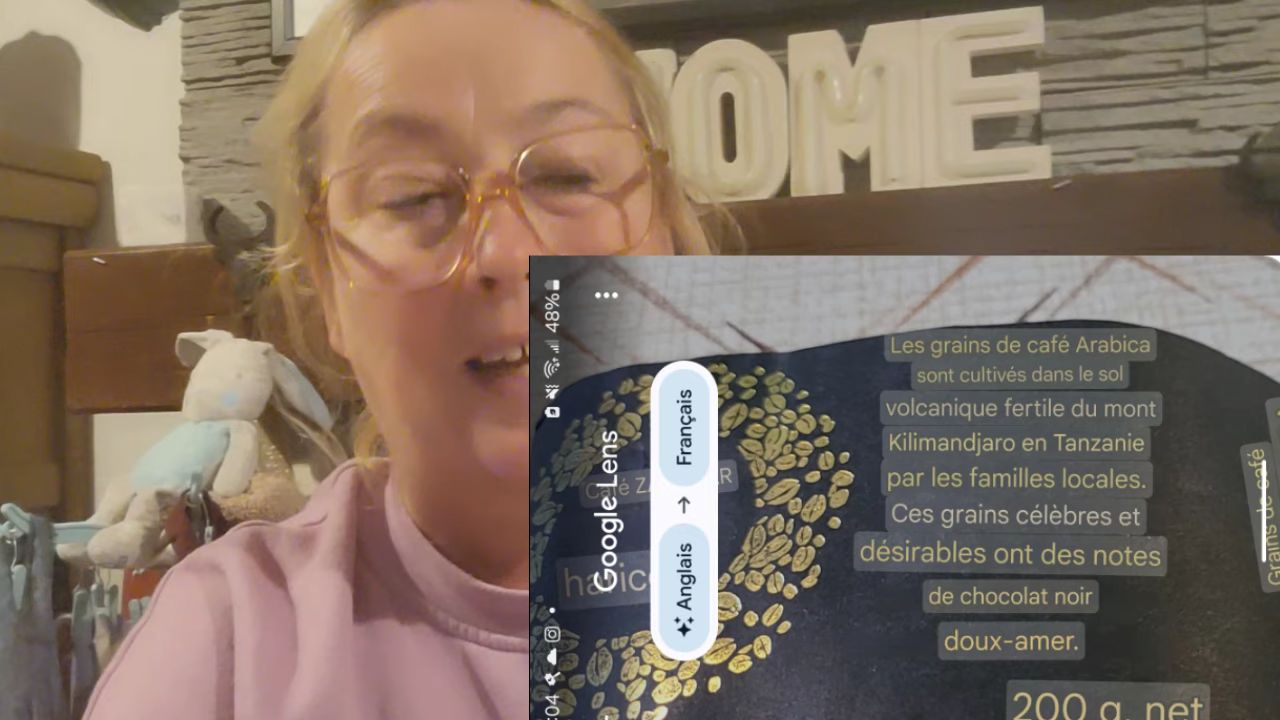 HOME
48%
Google Lens
Anglais → Français
Café
Les grains de café Arabica
sont cultivés dans le sol
volcanique fertile du mont
Kilimandjaro en Tanzanie
par les familles locales.
Ces grains célèbres et
désirables ont des notes
de chocolat noir
doux-amer.
200 g. net
Grains de café
:04